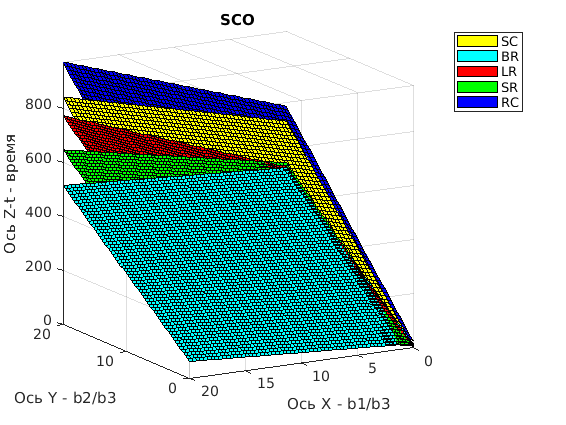 SCO
SC
BR
LR
SR
RC
Ось Z-t - время
800
600
400
200
0
20
10
0
Ось Y - b2/b3
20
15
10
5
0
Ось X - b1/b3